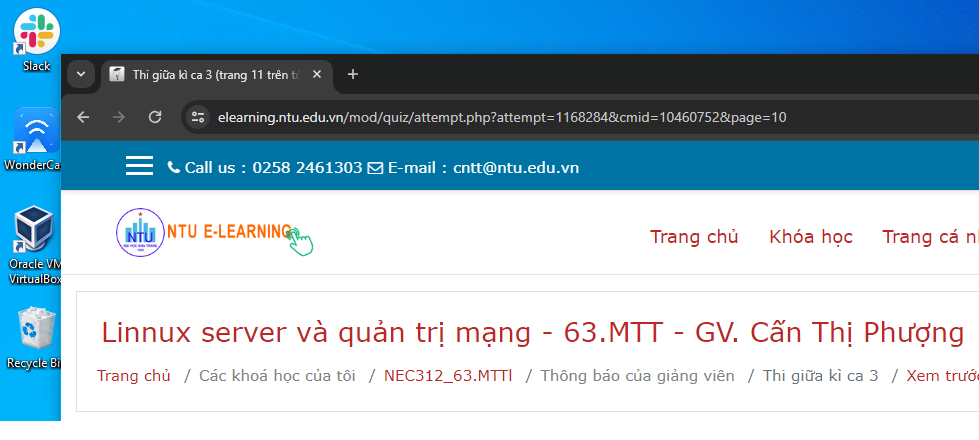 Slack
Thi giữa kì ca 3 (trang 11 trên tổ
elearning.ntu.edu.vn/mod/quiz/attempt.php?attempt=1168284&cmid=10460752&page=10
WonderCa
Call us : 0258 2461303 E-mail : cntt@ntu.edu.vn
NTU
NTU E-LEARNING
Trang chủ Khóa học Trang cá nh
Oracle VM
VirtualBox
Linnux server và quản trị mạng - 63.MTT - GV. Cấn Thị Phượng
Recycle Bi
Trang chủ / Các khoá học của tôi / NEC312_63.MTTl / Thông báo của giảng viên / Thi giữa kì ca 3 / Xem trước